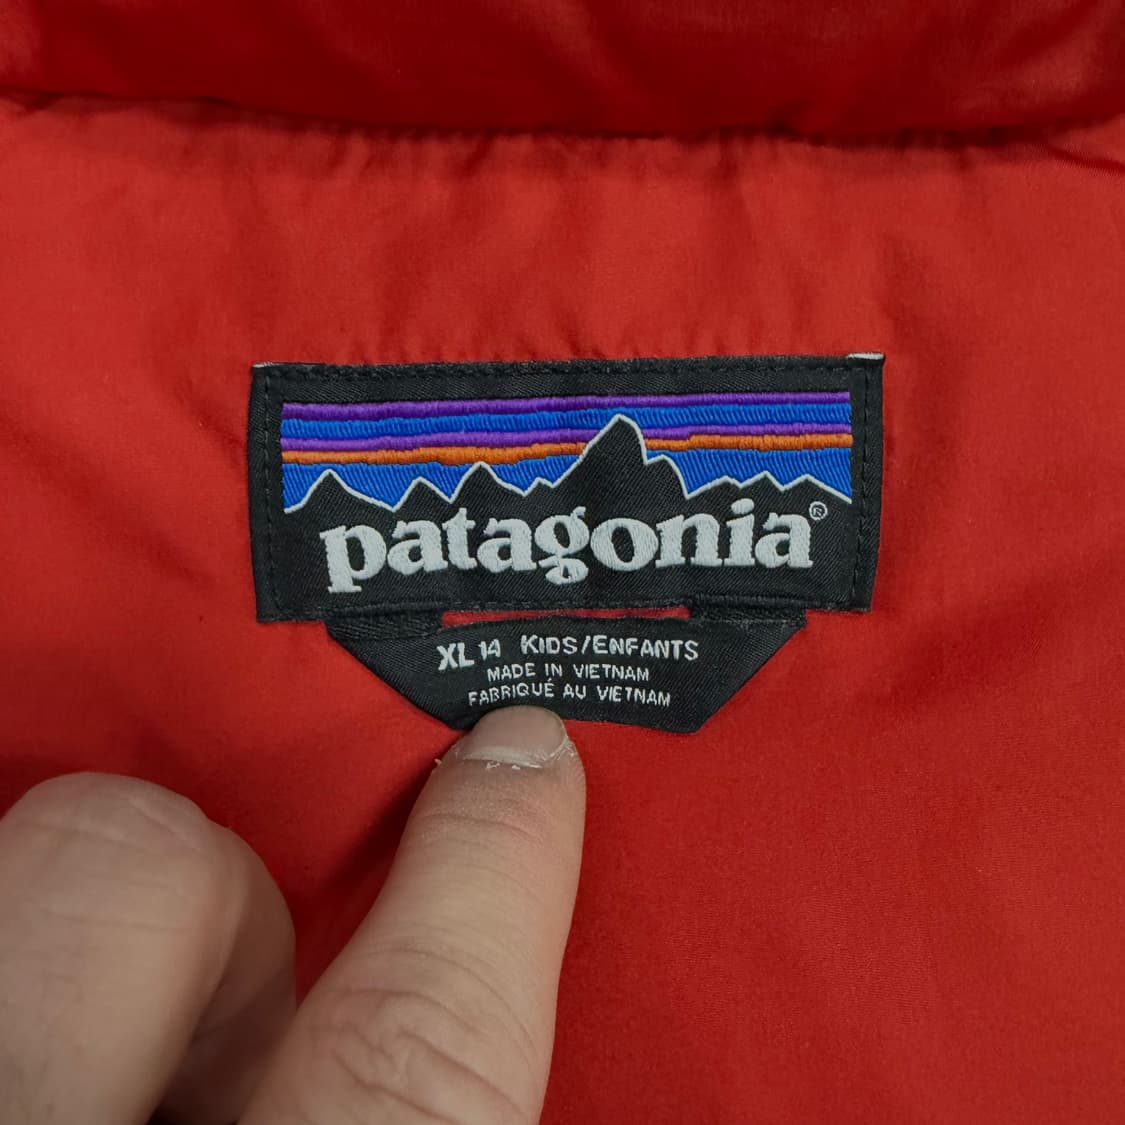 patagonia®
XL 14 KIDS/ENFANTS
MADE IN VIETNAM
FABRIQUÉ AU VIETNAM